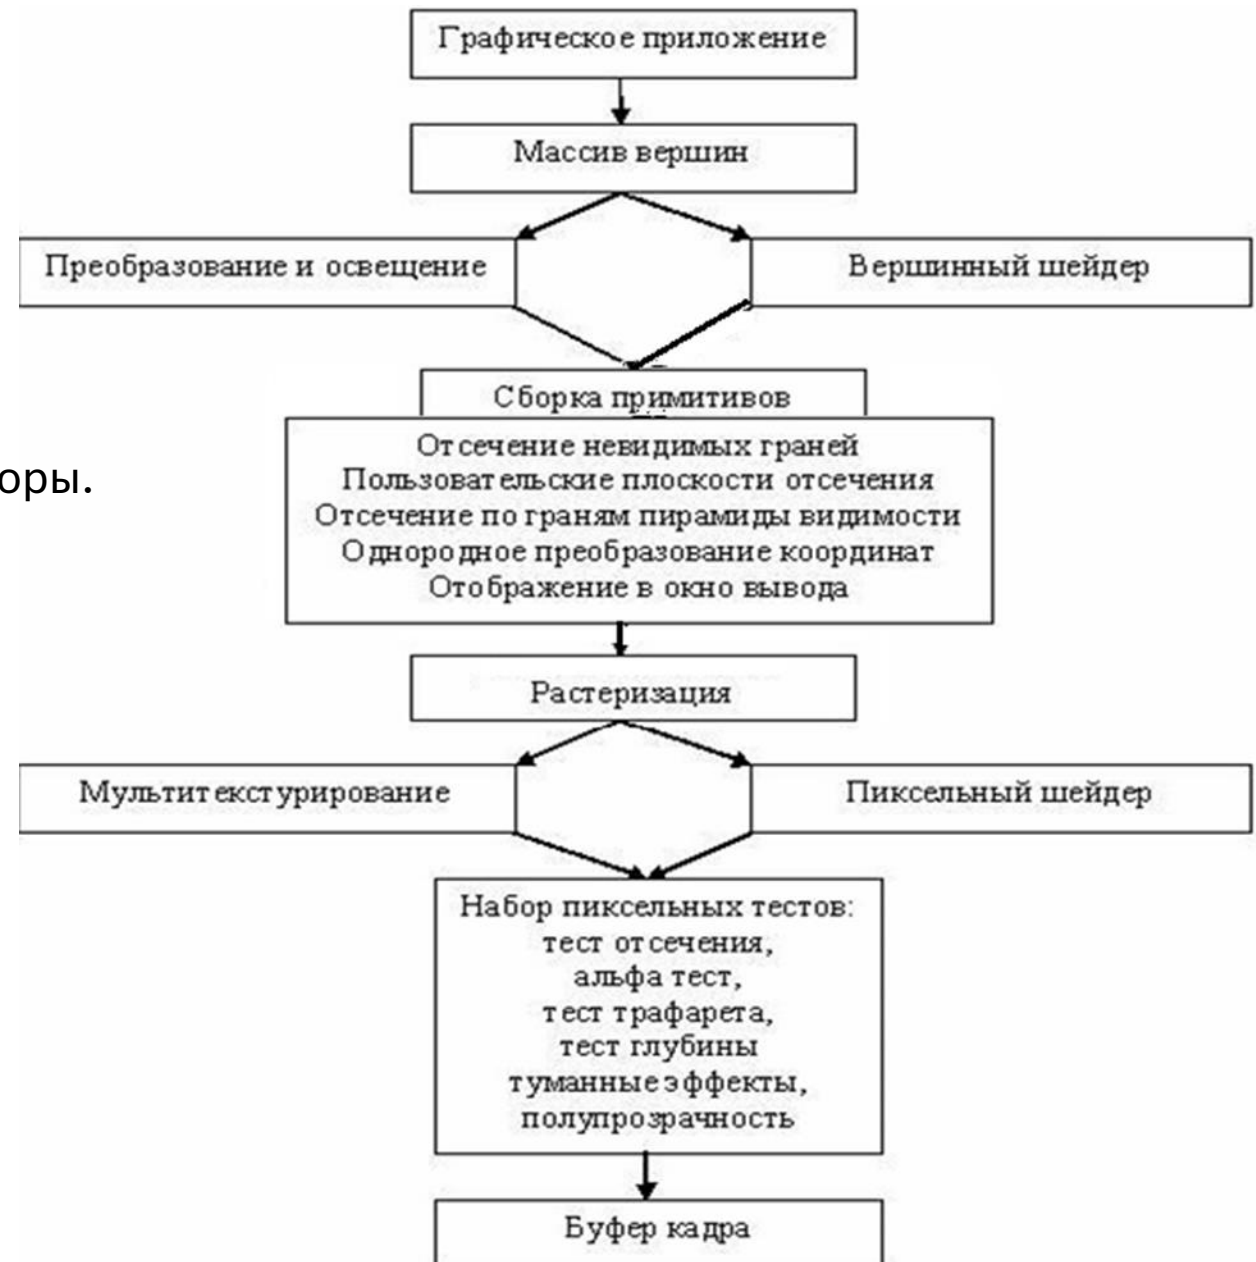 Графическое приложение
Массив вершин
Преобразование и освещение
Вершинный шейдер
Сборка примитивов
Отсечение невидимых граней
оры.
Пользовательские плоскости отсечения
Отсечение по граням пирамиды видимости
Однородное преобразование координат
Отображение в окно вывода
Растеризация
Мультитекстурирование
Пиксельный шейдер
Набор пиксельных тестов:
тест отсечения,
альфа тест,
тест трафарета,
тест глубины
туманные эффекты,
полупрозрачность
Буфер кадра